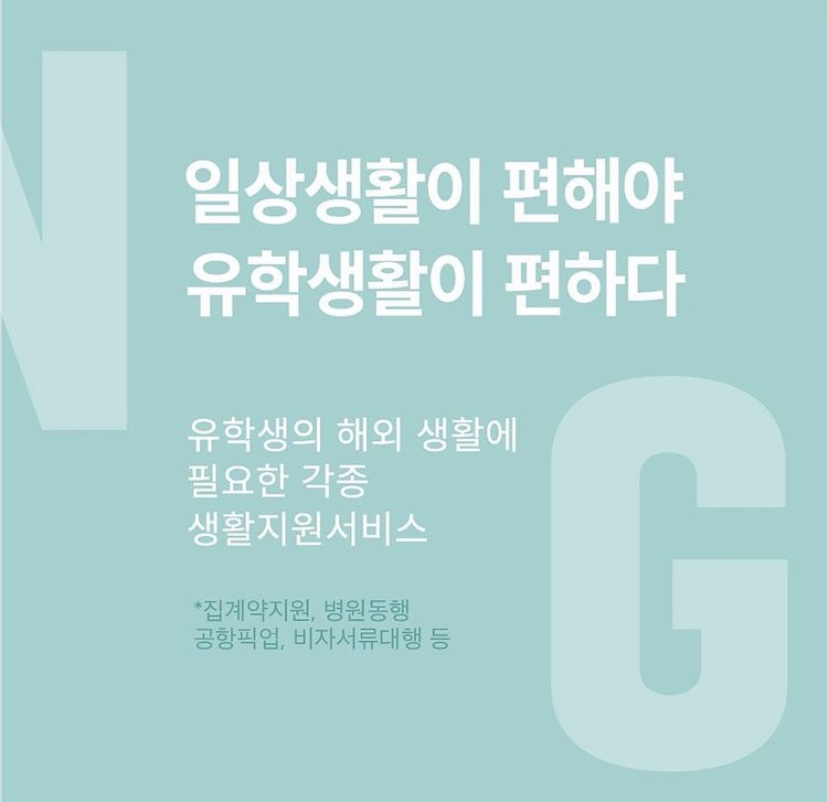 N
일상생활이 편해야
유학생활이 편하다
G
유학생의 해외 생활에
필요한 각종
생활지원서비스
*집계약지원, 병원동행
공항픽업, 비자서류대행 등